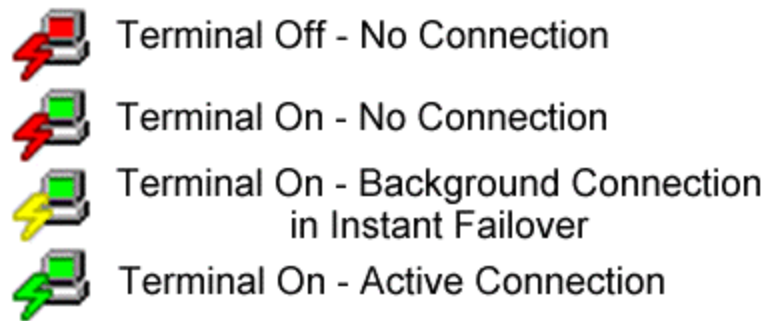 Terminal Off - No Connection
Terminal On - No Connection
Terminal On - Background Connection
in Instant Failover
Terminal On - Active Connection